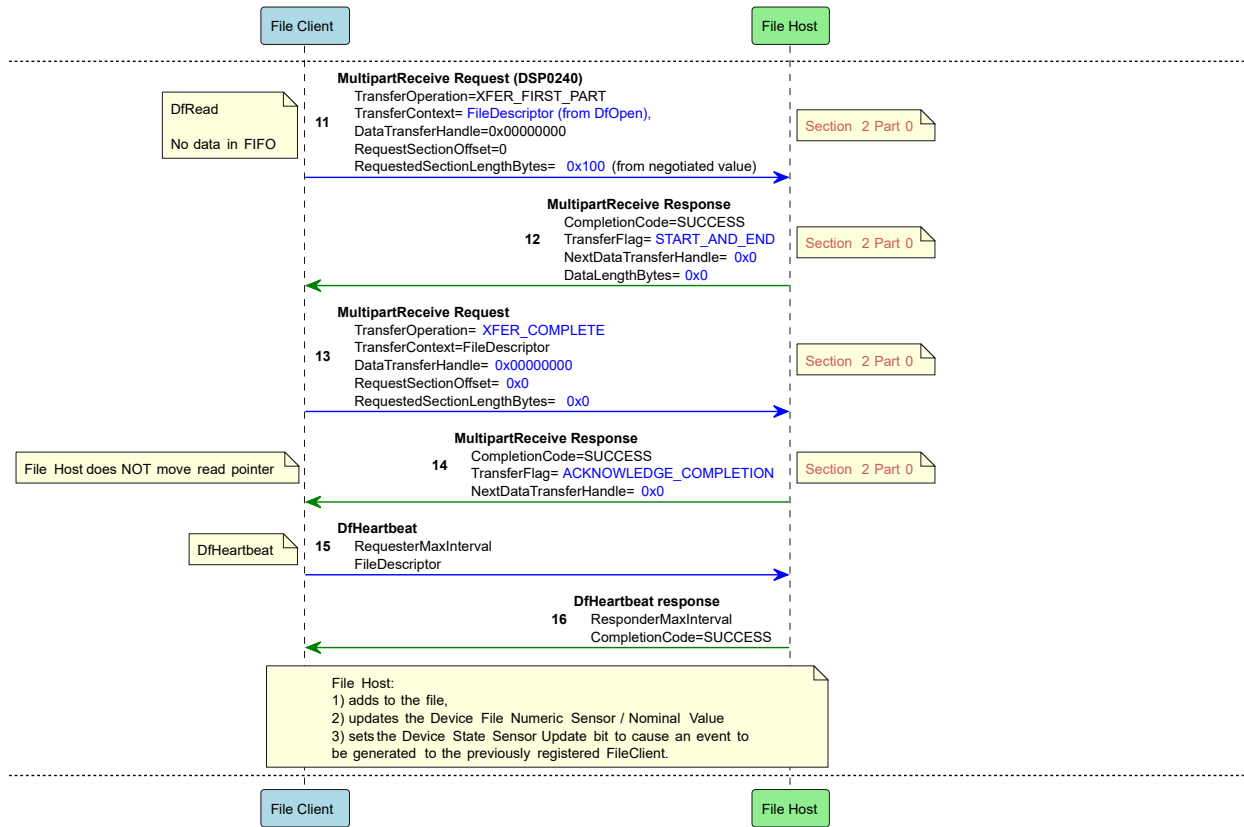 File Client
File Host
MultipartReceive Request (DSP0240)
TransferOperation=XFER_FIRST_PART
DfRead
No data in FIFO
11
TransferContext= FileDescriptor (from DfOpen),
DataTransferHandle=0x00000000
RequestSectionOffset=0
RequestedSectionLengthBytes= 0x100 (from negotiated value)
Section 2 Part 0
MultipartReceive Response
CompletionCode=SUCCESS
12
TransferFlag= START_AND_END
NextDataTransferHandle= 0x0
DataLengthBytes= 0x0
Section 2 Part 0
MultipartReceive Request
TransferOperation= XFER_COMPLETE
TransferContext=FileDescriptor
13
DataTransferHandle= 0x00000000
RequestSectionOffset= 0x0
RequestedSectionLengthBytes= 0x0
Section 2 Part 0
MultipartReceive Response
CompletionCode=SUCCESS
File Host does NOT move read pointer
14
TransferFlag= ACKNOWLEDGE_COMPLETION
NextDataTransferHandle= 0x0
Section 2 Part 0
DfHeartbeat
DfHeartbeat
15
RequesterMaxInterval
FileDescriptor
DfHeartbeat response
16
ResponderMaxInterval
CompletionCode=SUCCESS
File Host:
1) adds to the file,
2) updates the Device File Numeric Sensor / Nominal Value
3) sets the Device State Sensor Update bit to cause an event to
be generated to the previously registered FileClient.
File Client
File Host